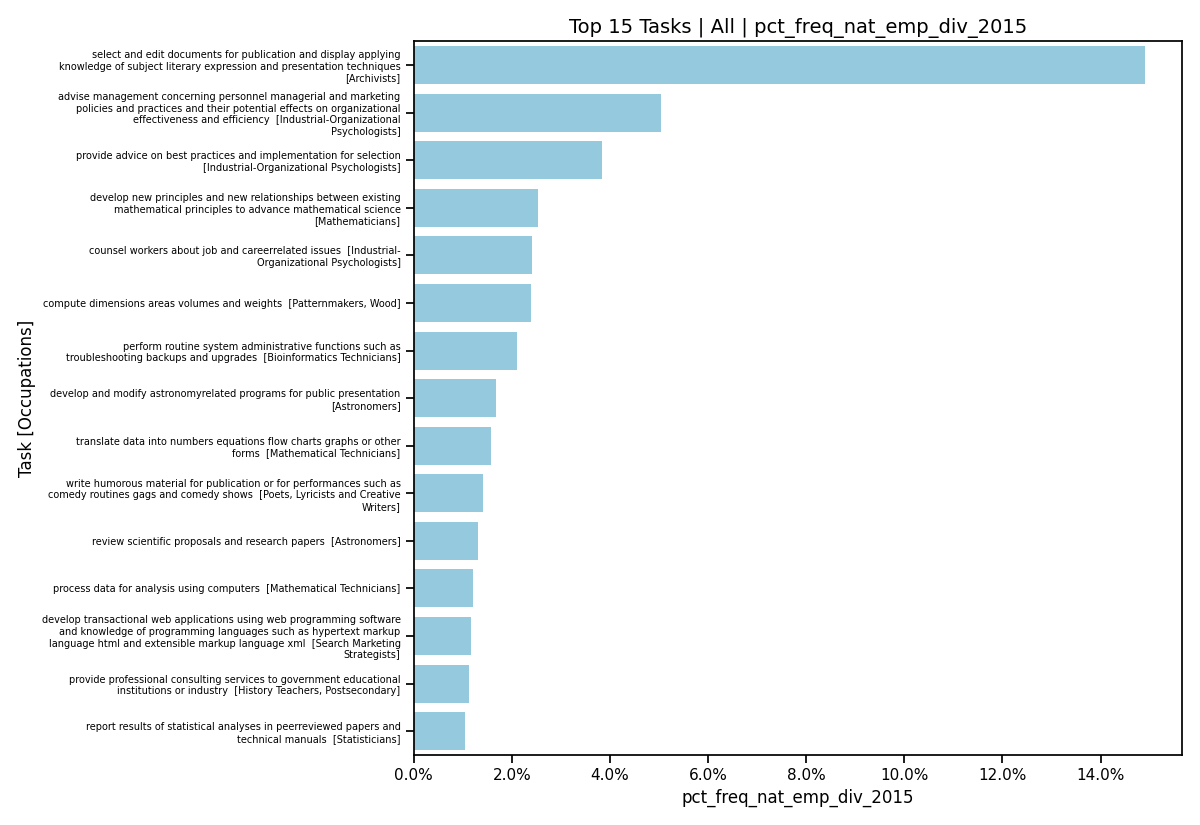 Top 15 Tasks | All | pct_freq_nat_emp_div_2015
select and edit documents for publication and display applying
knowledge of subject literary expression and presentation techniques
[Archivists]
advise management concerning personnel managerial and marketing
policies and practices and their potential effects on organizational
effectiveness and efficiency  [Industrial-Organizational
Psychologists]
provide advice on best practices and implementation for selection
[Industrial-Organizational Psychologists]
develop new principles and new relationships between existing
mathematical principles to advance mathematical science
[Mathematicians]
counsel workers about job and careerrelated issues  [Industrial-
Organizational Psychologists]
compute dimensions areas volumes and weights  [Patternmakers, Wood]
perform routine system administrative functions such as
troubleshooting backups and upgrades  [Bioinformatics Technicians]
develop and modify astronomyrelated programs for public presentation
[Astronomers]
translate data into numbers equations flow charts graphs or other
forms  [Mathematical Technicians]
write humorous material for publication or for performances such as
comedy routines gags and comedy shows  [Poets, Lyricists and Creative
Writers]
review scientific proposals and research papers  [Astronomers]
process data for analysis using computers  [Mathematical Technicians]
develop transactional web applications using web programming software
and knowledge of programming languages such as hypertext markup
language html and extensible markup language xml  [Search Marketing
Strategists]
provide professional consulting services to government educational
institutions or industry  [History Teachers, Postsecondary]
report results of statistical analyses in peerreviewed papers and
technical manuals  [Statisticians]
Task [Occupations]
0.0% 2.0% 4.0% 6.0% 8.0% 10.0% 12.0% 14.0%
pct_freq_nat_emp_div_2015